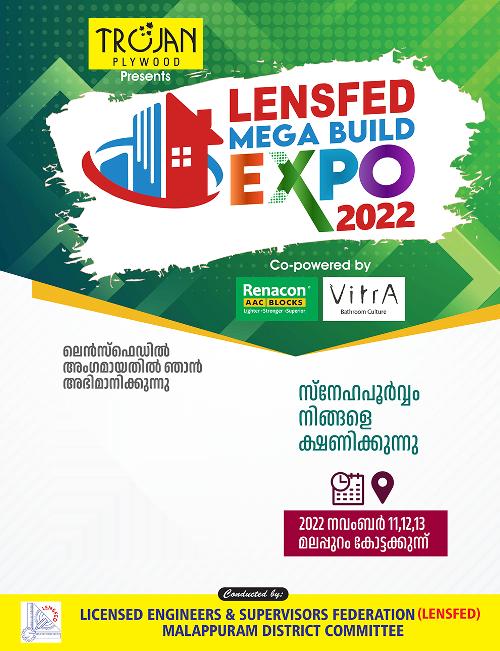 TROJAN
PLYWOOD
Presents
LENSFED
MEGA BUILD
EXPO
2022
Co-powered by
Renacon
AAC BLOCKS
Lighter•Stronger•Superior
VitrA
Bathroom Culture
ലെൻസ്ഫെഡിൽ
അംഗമായതിൽ ഞാൻ
അഭിമാനിക്കുന്നു
സ്നേഹപൂർവ്വം
നിങ്ങളെ
ക്ഷണിക്കുന്നു
2022 നവംബർ 11,12,13
മലപ്പുറം കോട്ടക്കുന്ന്
Conducted by:
LENSFED
LICENSED ENGINEERS & SUPERVISORS FEDERATION (LENSFED)
MALAPPURAM DISTRICT COMMITTEE